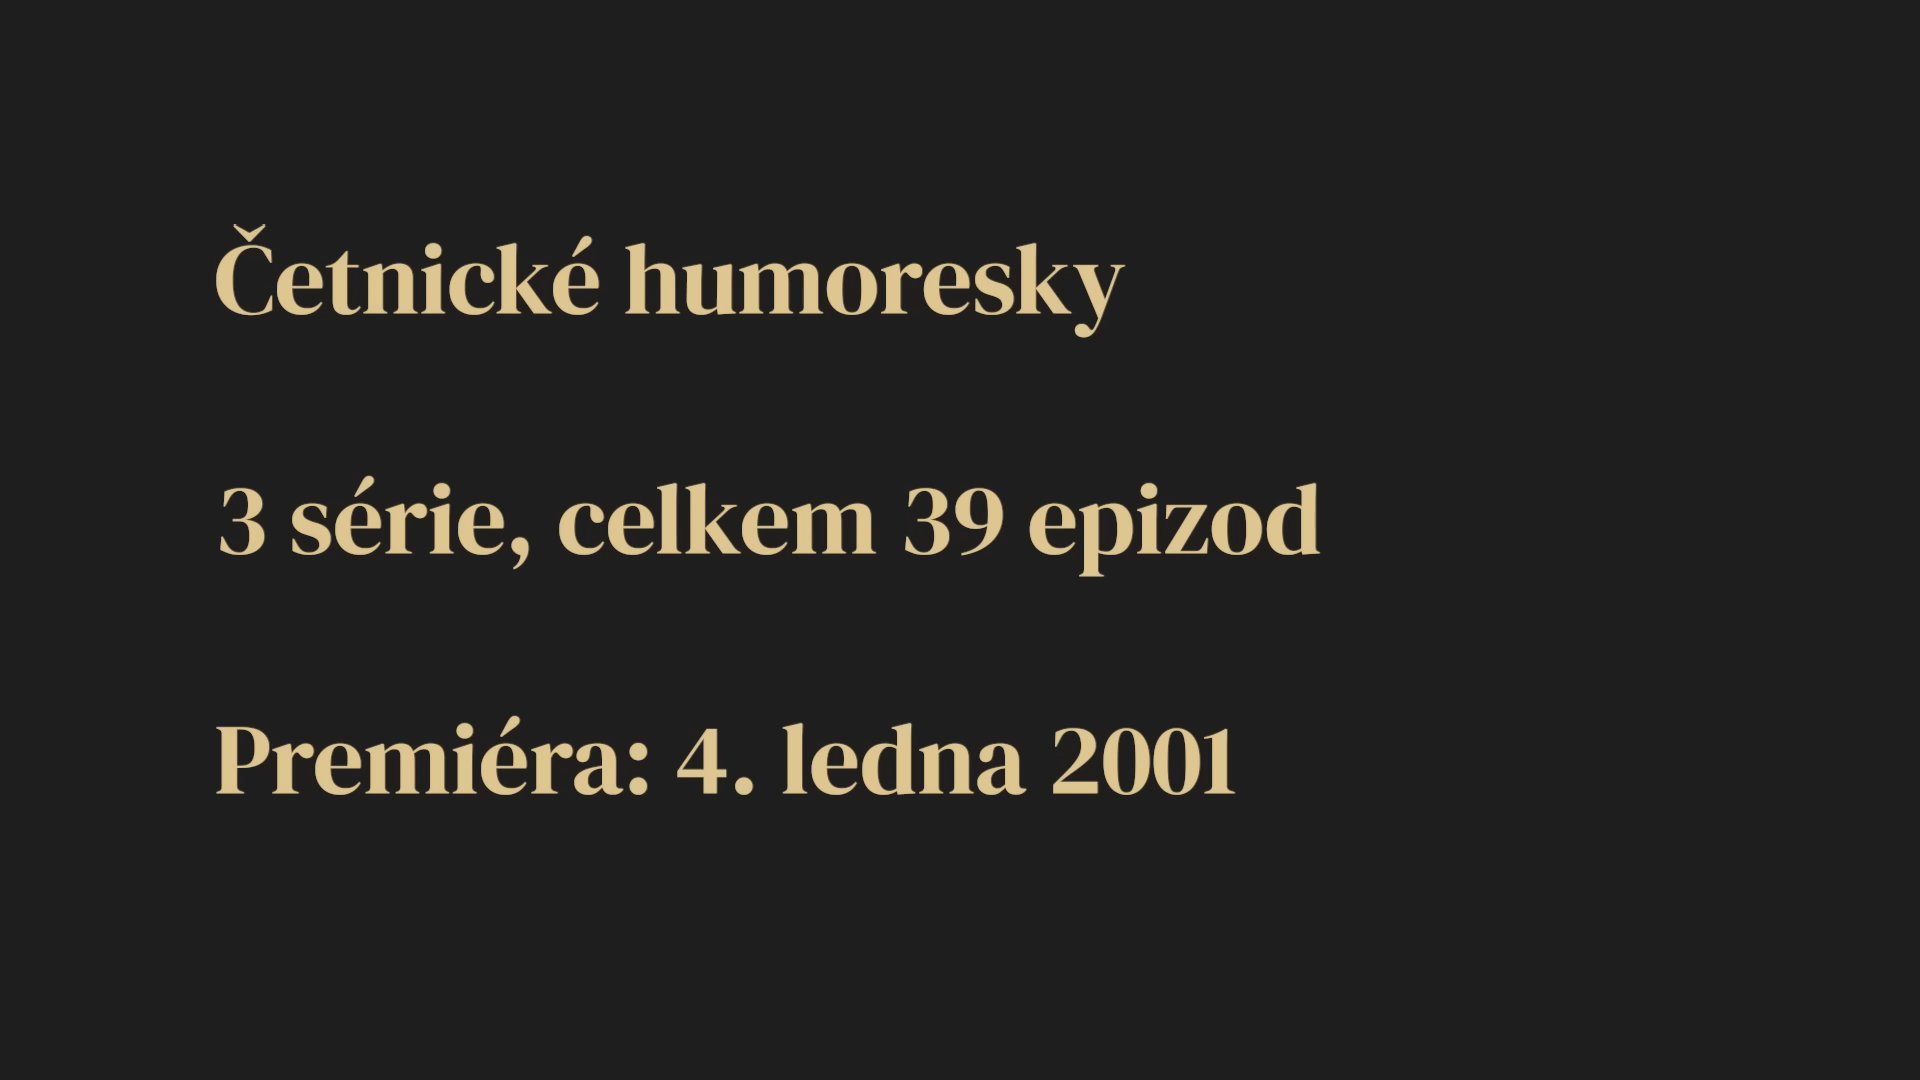 Četnické humoresky
3 série, celkem 39 epizod
Premiéra: 4. ledna 2001